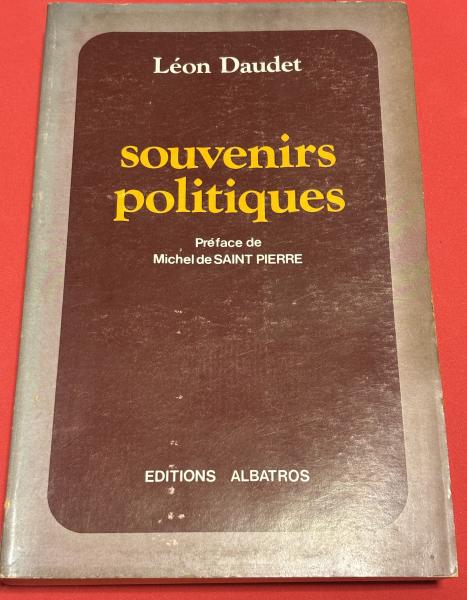 Léon Daudet
souvenirs
politiques
Préface de
Michel de SAINT PIERRE
EDITIONS ALBATROS